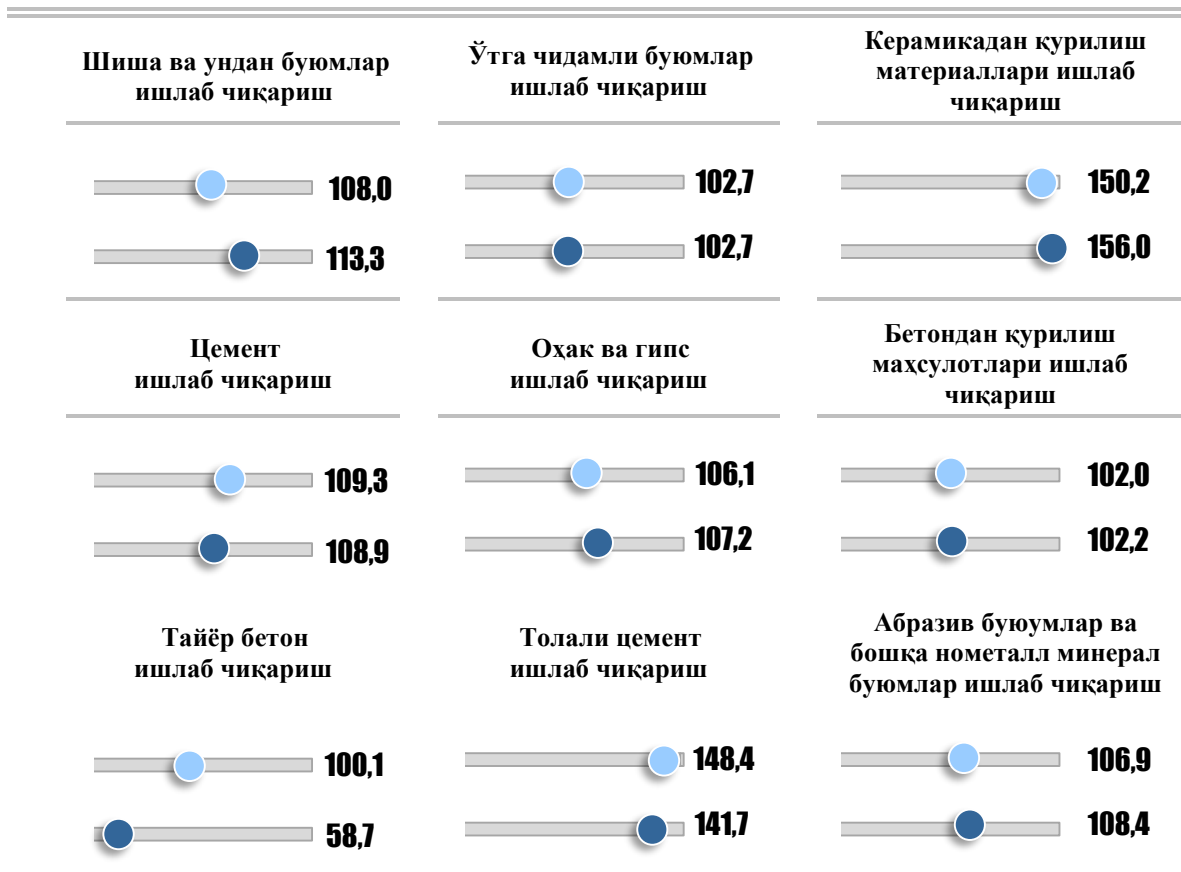 Шиша ва ундан буюмлар
ишлаб чиқариш
108,0
113,3
Ўтга чидамли буюмлар
ишлаб чиқариш
102,7
102,7
Керамикадан қурилиш
материаллари ишлаб
чиқариш
150,2
156,0
Цемент
ишлаб чиқариш
109,3
108,9
Оҳак ва гипс
ишлаб чиқариш
106,1
107,2
Бетондан қурилиш
маҳсулотлари ишлаб
чиқариш
102,0
102,2
Тайёр бетон
ишлаб чиқариш
100,1
58,7
Толали цемент
ишлаб чиқариш
148,4
141,7
Абразив буюумлар ва
бошқа нометалл минерал
буюмлар ишлаб чиқариш
106,9
108,4